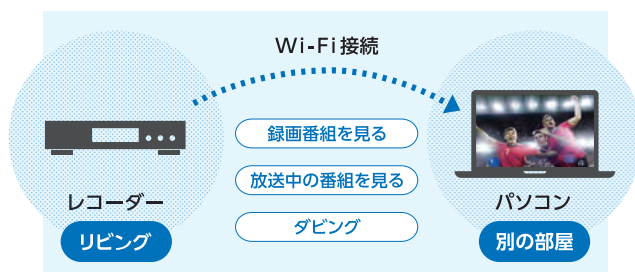 Wi-Fi接続
録画番組を見る
放送中の番組を見る
ダビング
レコーダー
リビング
パソコン
別の部屋